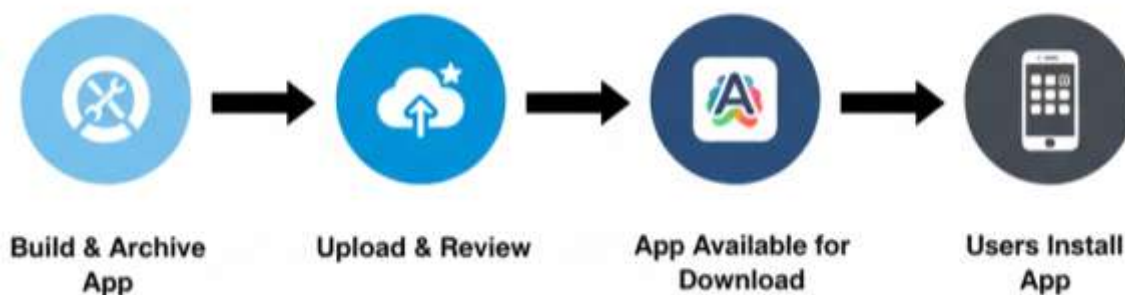 A
Build & Archive
App
Upload & Review
App Available for
Download
Users Install
App